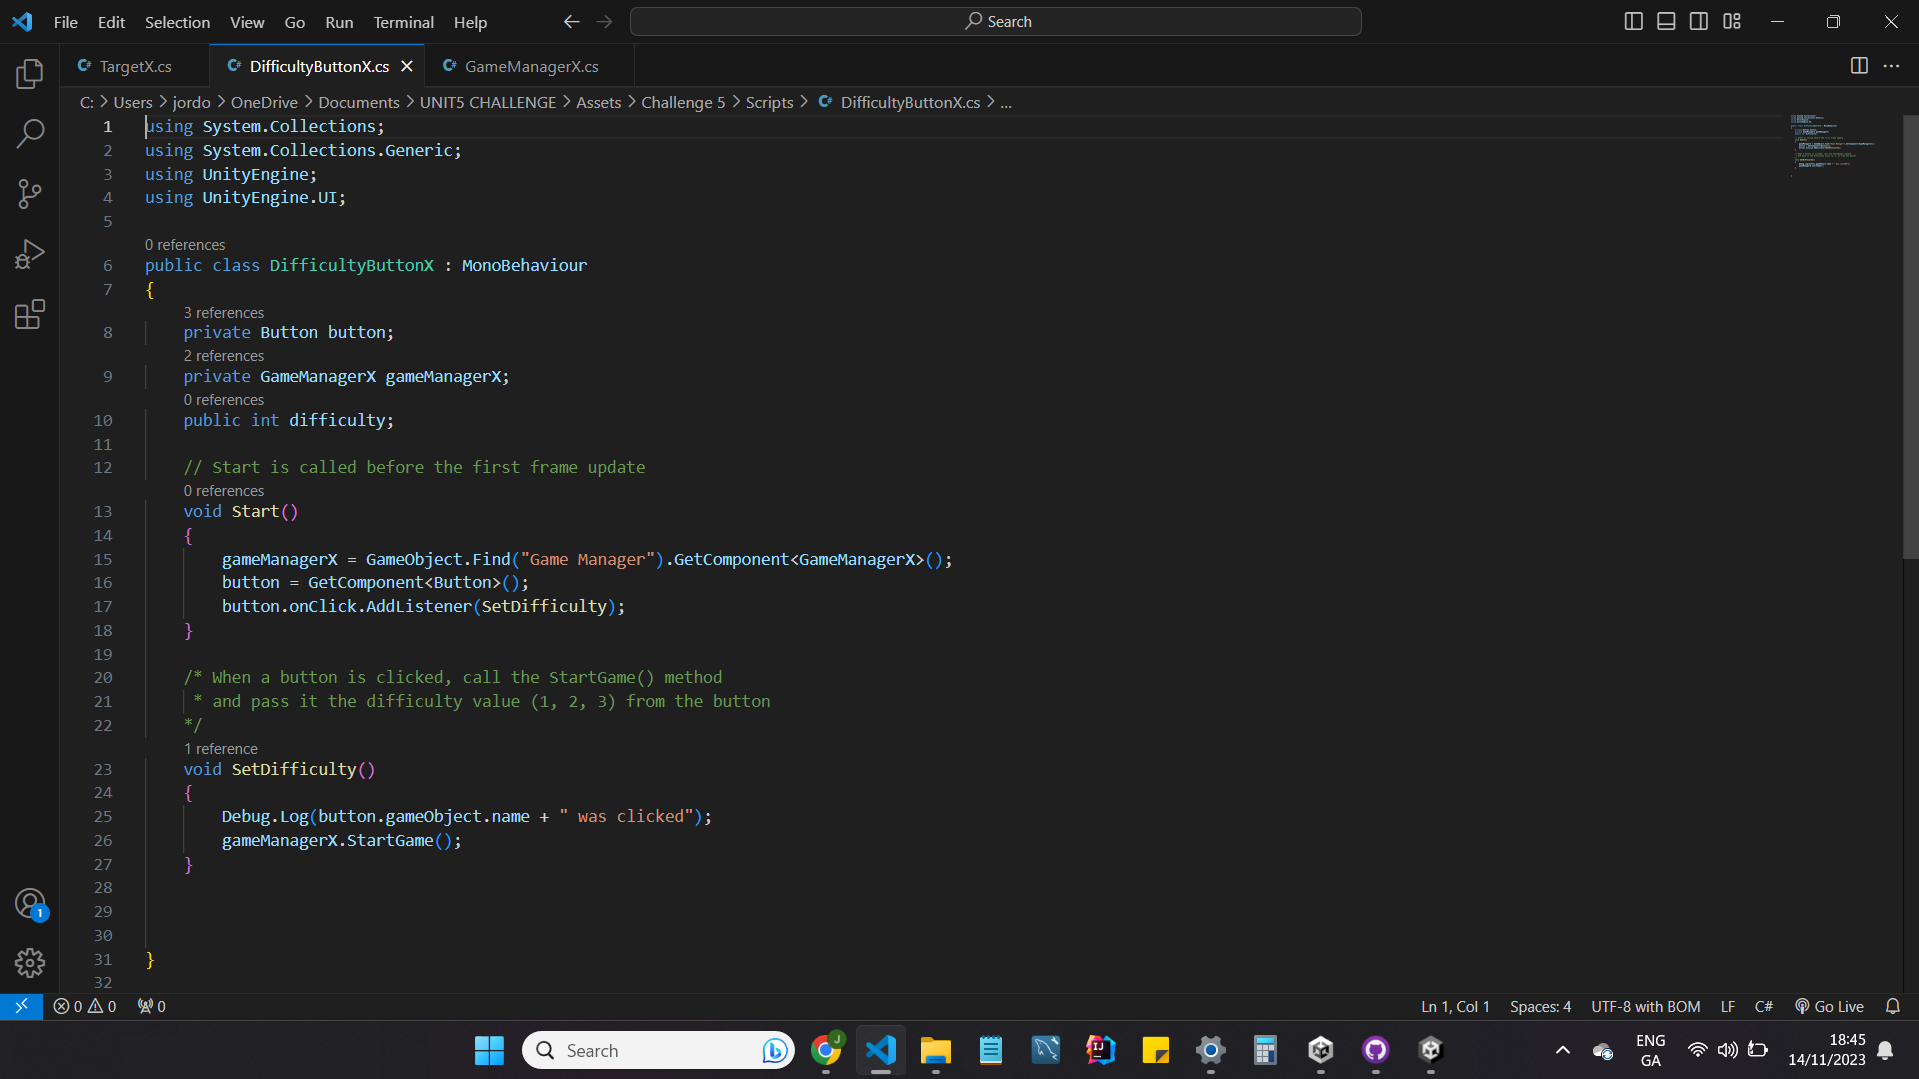 File Edit Selection View Go Run Terminal Help Search
TargetX.cs DifficultyButtonX.cs GameManagerX.cs
C: > Users > jordo > OneDrive > Documents > UNIT5 CHALLENGE > Assets > Challenge 5 > Scripts > DifficultyButtonX.cs > ...
1 using System.Collections;
2 using System.Collections.Generic;
3 using UnityEngine;
4 using UnityEngine.UI;
5
0 references
6 public class DifficultyButtonX : MonoBehaviour
7 {
3 references
8 private Button button;
2 references
9 private GameManagerX gameManagerX;
0 references
10 public int difficulty;
11
12 // Start is called before the first frame update
0 references
13 void Start()
14 {
15 gameManagerX = GameObject.Find("Game Manager").GetComponent<GameManagerX>();
16 button = GetComponent<Button>();
17 button.onClick.AddListener(SetDifficulty);
18 }
19
20 /* When a button is clicked, call the StartGame() method
21 * and pass it the difficulty value (1, 2, 3) from the button
22 */
1 reference
23 void SetDifficulty()
24 {
25 Debug.Log(button.gameObject.name + " was clicked");
26 gameManagerX.StartGame();
27 }
28
29
30
31 }
32
1
0 0 0 Ln 1, Col 1 Spaces: 4 UTF-8 with BOM LF C# Go Live
Search ENG GA 18:45 14/11/2023